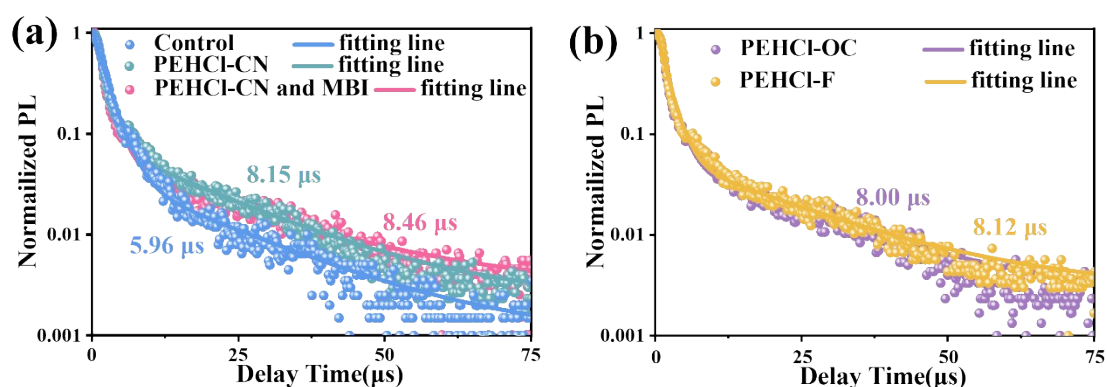 (a)
Control
fitting line
PEHCl-CN
fitting line
PEHCl-CN and MBI
fitting line
Normailized PL
1
0.1
0.01
0.001
8.15 μs
8.46 μs
5.96 μs
0
25
50
75
Delay Time(μs)
(b)
PEHCl-OC
fitting line
PEHCl-F
fitting line
Normailized PL
1
0.1
0.01
0.001
8.00 μs
8.12 μs
0
25
50
75
Delay Time(μs)